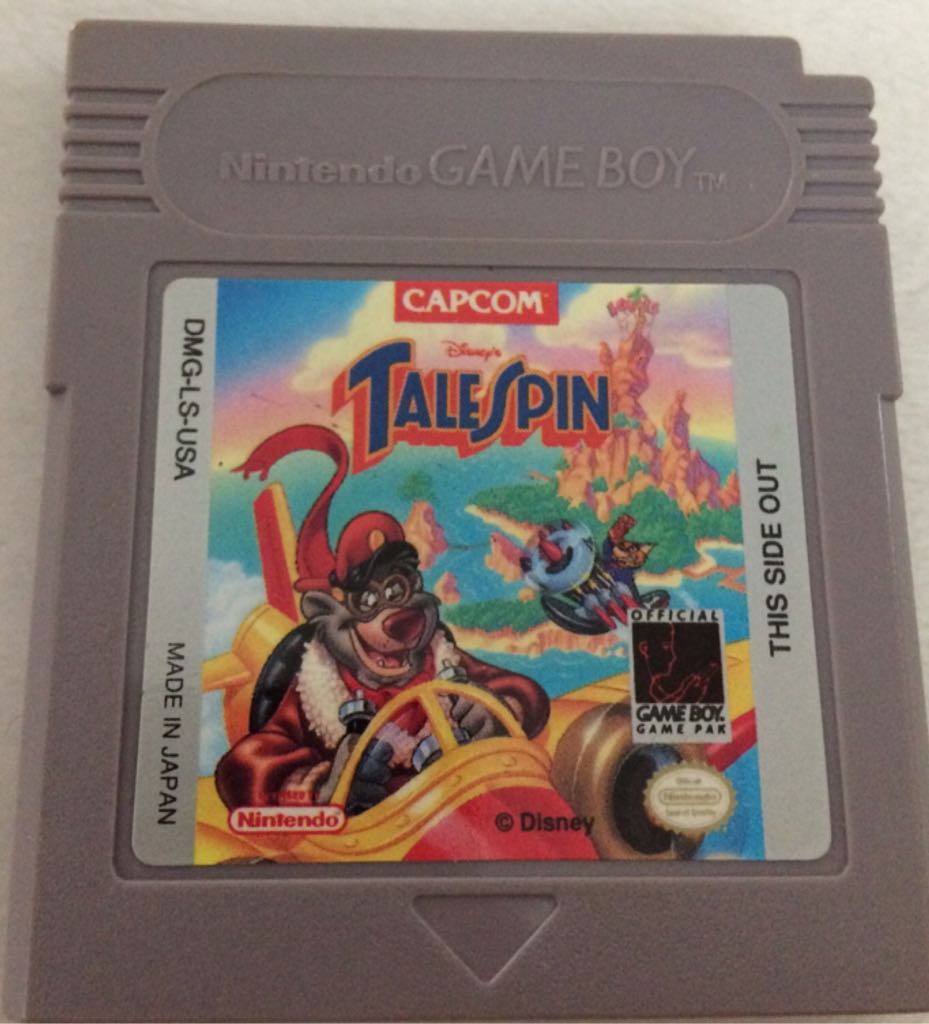 Nintendo GAME BOY TM
CAPCOM
Disney's
TALESPIN
DMG-LS-USA
MADE IN JAPAN
THIS SIDE OUT
OFFICIAL
GAME BOY
GAME PAK
Nintendo
© Disney
Nintendo